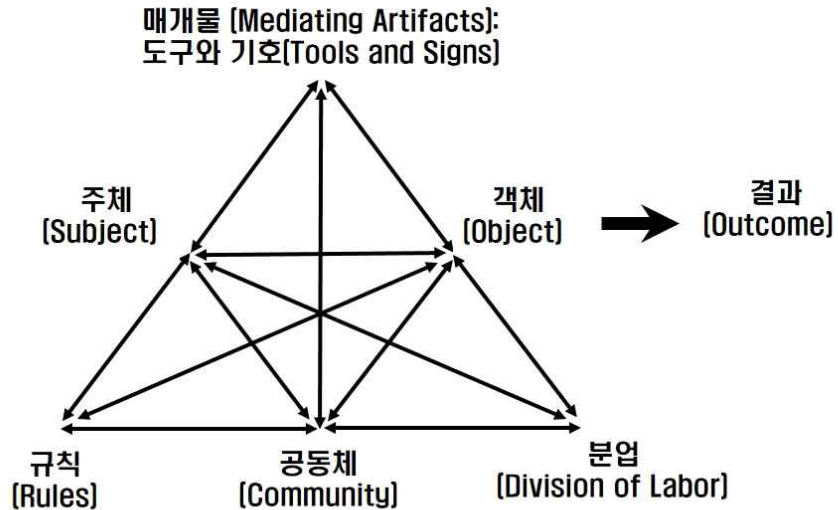 매개물 (Mediating Artifacts):
도구와 기호(Tools and Signs)
주체
(Subject)
객체
(Object)
결과
(Outcome)
규칙
(Rules)
공동체
(Community)
분업
(Division of Labor)